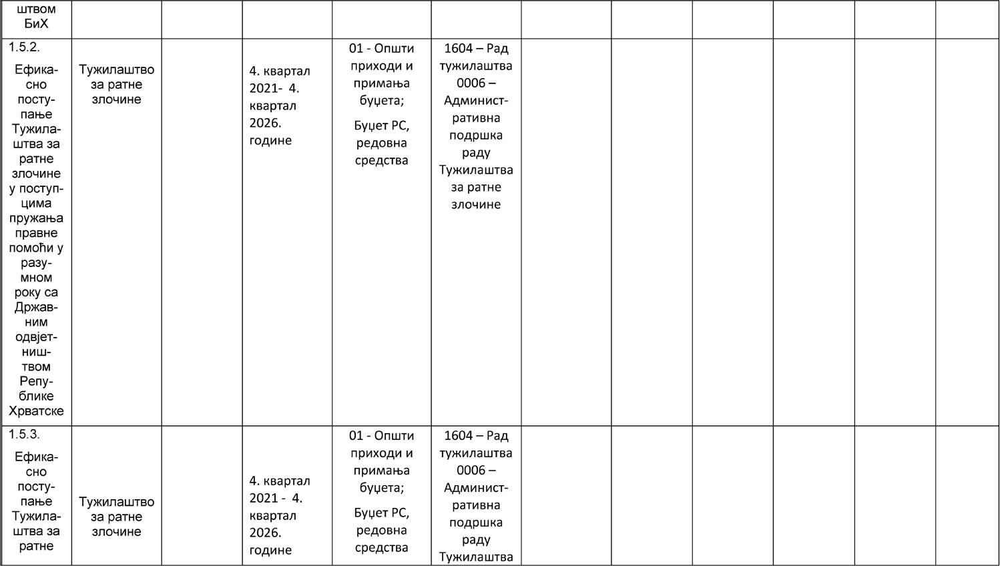 штвом
БиХ
1.5.2.
Ефика-
сно
посту-
пање
Тужила-
штва за
ратне
злочине
у поступ-
цима
пружања
правне
помоћи у
разу-
мном
року са
Држав-
ним
одвјет-
ниш-
твом
Репу-
блике
Хрватске
Тужилаштво
за ратне
злочине
4. квартал
2021-  4.
квартал
2026.
године
01 - Општи
приходи и
примања
буџета;
Буџет РС,
редовна
средства
1604 – Рад
тужилаштва
0006 –
Админист-
ративна
подршка
раду
Тужилаштва
за ратне
злочине
1.5.3.
Ефика-
сно
посту-
пање
Тужила-
штва за
ратне
Тужилаштво
за ратне
злочине
4. квартал
2021 -  4.
квартал
2026.
године
01 - Општи
приходи и
примања
буџета;
Буџет РС,
редовна
средства
1604 – Рад
тужилаштва
0006 –
Админист-
ративна
подршка
раду
Тужилаштва